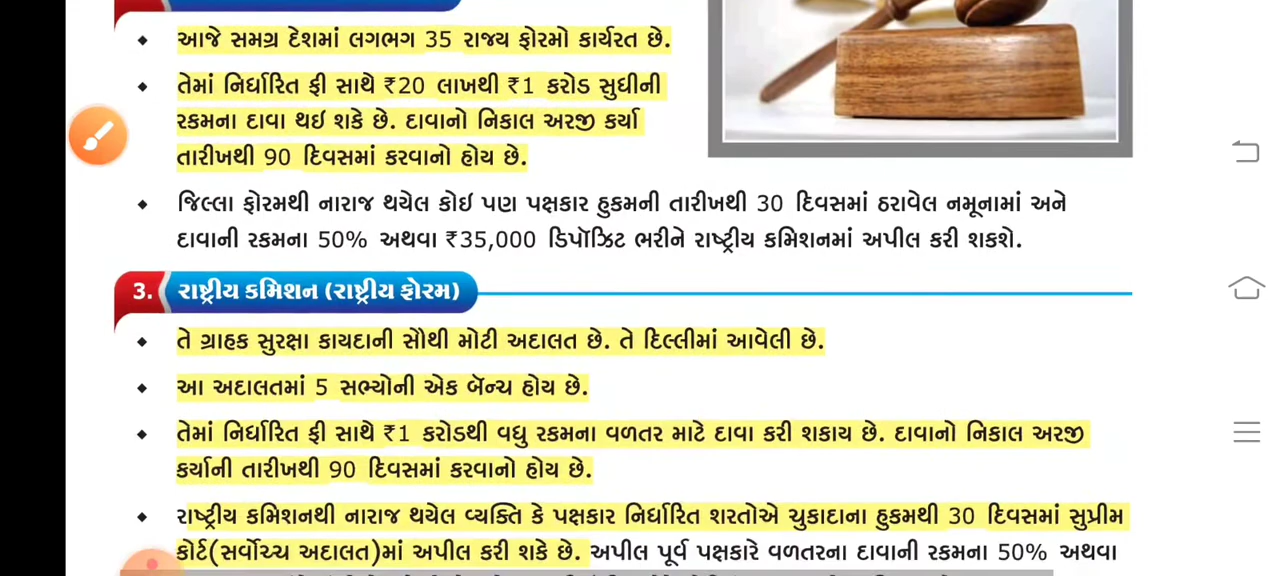 આજે સમગ્ર દેશમાં લગભગ 35 રાજ્ય ફોરમો કાર્યરત છે.
તેમાં નિર્ધારિત ફી સાથે ₹20 લાખથી ₹1 કરોડ સુધીની
રકમના દાવા થઈ શકે છે. દાવાનો નિકાલ અરજી કર્યા
તારીખથી 90 દિવસમાં કરવાનો હોય છે.
જિલ્લા ફોરમથી નારાજ થયેલ કોઈ પણ પક્ષકાર હુકમની તારીખથી 30 દિવસમાં ઠરાવેલ નમૂનામાં અને
દાવાની રકમના 50% અથવા ₹35,000 ડિપૉઝિટ ભરીને રાષ્ટ્રીય કમિશનમાં અપીલ કરી શકશે.
3. રાષ્ટ્રીય કમિશન (રાષ્ટ્રીય ફોરમ)
તે ગ્રાહક સુરક્ષા કાયદાની સૌથી મોટી અદાલત છે. તે દિલ્લીમાં આવેલી છે.
આ અદાલતમાં 5 સભ્યોની એક બૅન્ચ હોય છે.
તેમાં નિર્ધારિત ફી સાથે ₹1 કરોડથી વધુ રકમના વળતર માટે દાવા કરી શકાય છે. દાવાનો નિકાલ અરજી
કર્યાની તારીખથી 90 દિવસમાં કરવાનો હોય છે.
રાષ્ટ્રીય કમિશનથી નારાજ થયેલ વ્યક્તિ કે પક્ષકાર નિર્ધારિત શરતોએ ચુકાદાના હુકમથી 30 દિવસમાં સુપ્રીમ
કોર્ટ(સર્વોચ્ચ અદાલત)માં અપીલ કરી શકે છે. અપીલ પૂર્વ પક્ષકારે વળતરના દાવાની રકમના 50% અથવા